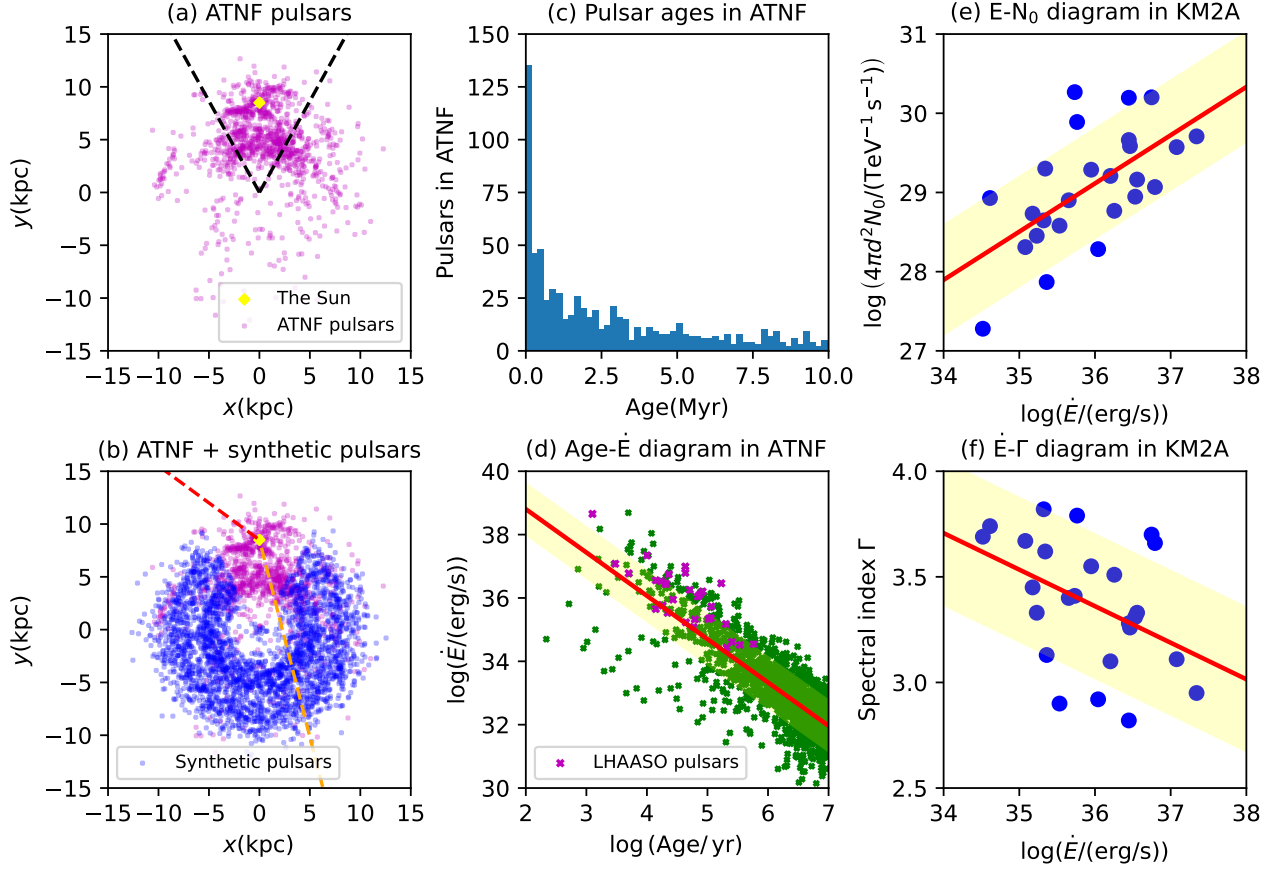 (a) ATNF pulsars
15
10
5
0
−5
−10
−15
y(kpc)
The Sun
ATNF pulsars
−15 −10 −5 0 5 10 15
x(kpc)
(c) Pulsar ages in ATNF
150
125
100
75
50
25
0
Pulsars in ATNF
0.0 2.5 5.0 7.5 10.0
Age(Myr)
(e) E-N₀ diagram in KM2A
31
30
29
28
27
log (4πd²N₀/(TeV⁻¹ s⁻¹))
34 35 36 37 38
log(Ė/(erg/s))
(b) ATNF + synthetic pulsars
15
10
5
0
−5
−10
−15
y(kpc)
Synthetic pulsars
−15 −10 −5 0 5 10 15
x(kpc)
(d) Age-Ė diagram in ATNF
40
38
36
34
32
30
log(Ė/(erg/s))
LHAASO pulsars
2 3 4 5 6 7
log (Age/ yr)
(f) Ė-Γ diagram in KM2A
4.0
3.5
3.0
2.5
Spectral index Γ
34 35 36 37 38
log(Ė/(erg/s))